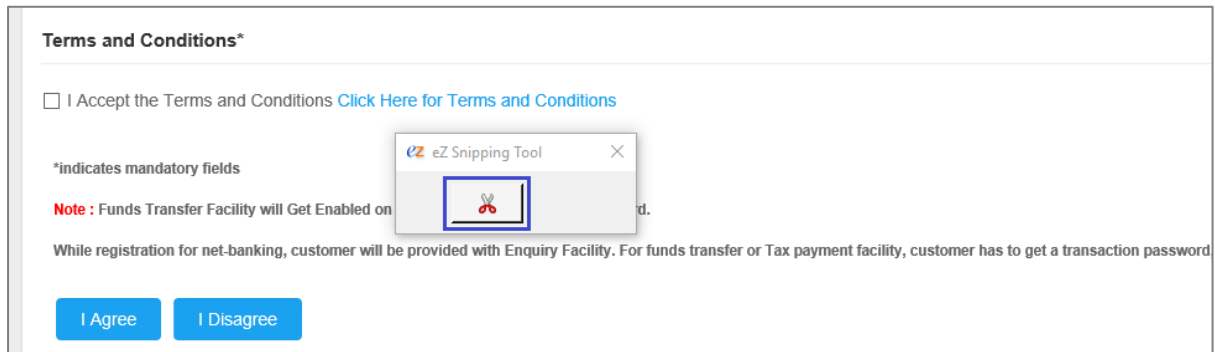 Terms and Conditions*
I Accept the Terms and Conditions Click Here for Terms and Conditions
eZ eZ Snipping Tool
*indicates mandatory fields
Note : Funds Transfer Facility will Get Enabled on
While registration for net-banking, customer will be provided with Enquiry Facility. For funds transfer or Tax payment facility, customer has to get a transaction password,
I Agree I Disagree